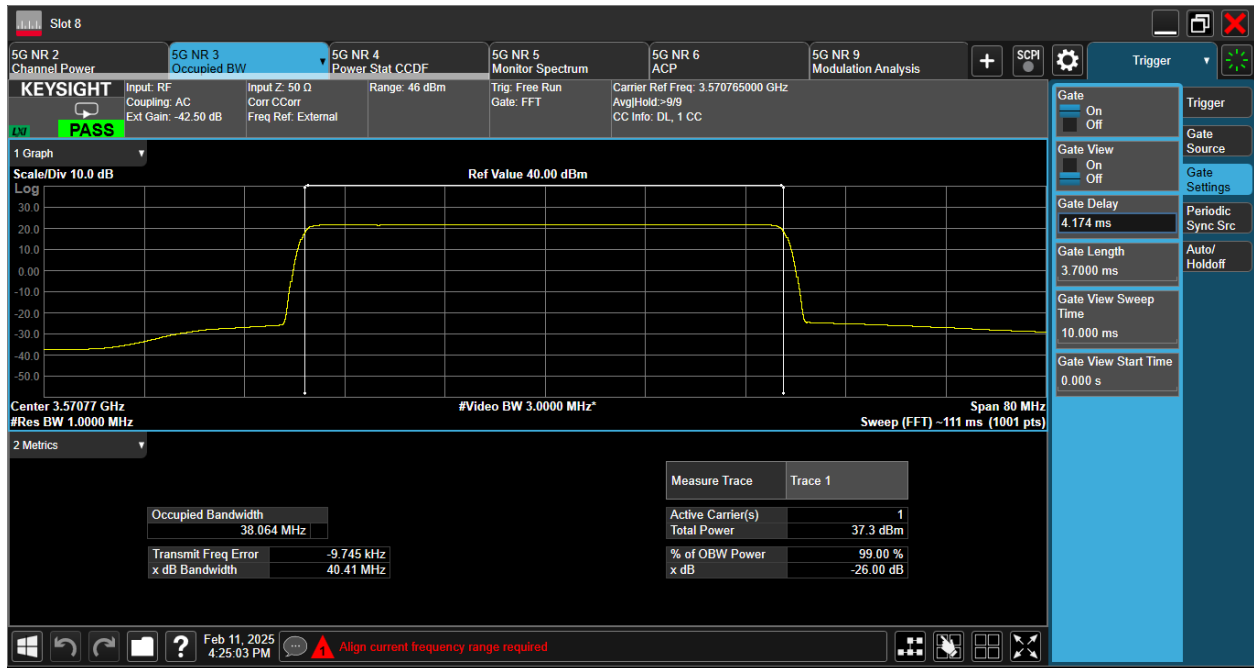 Slot 8
5G NR 2
Channel Power
5G NR 3
Occupied BW
5G NR 4
Power Stat CCDF
5G NR 5
Monitor Spectrum
5G NR 6
ACP
5G NR 9
Modulation Analysis
+
SCPI
Trigger
KEYSIGHT
LXI
PASS
Input: RF
Coupling: AC
Ext Gain: -42.50 dB
Input Z: 50 Ω
Corr CCorr
Freq Ref: External
Range: 46 dBm
Trig: Free Run
Gate: FFT
Carrier Ref Freq: 3.570765000 GHz
Avg|Hold:>9/9
CC Info: DL, 1 CC
1 Graph
Scale/Div 10.0 dB
Ref Value 40.00 dBm
Log
30.0
20.0
10.0
0.00
-10.0
-20.0
-30.0
-40.0
-50.0
Center 3.57077 GHz
#Video BW 3.0000 MHz*
Span 80 MHz
#Res BW 1.0000 MHz
Sweep (FFT) ~111 ms (1001 pts)
2 Metrics
Measure Trace Trace 1
Occupied Bandwidth
38.064 MHz
Active Carrier(s) 1
Total Power 37.3 dBm
Transmit Freq Error -9.745 kHz
x dB Bandwidth 40.41 MHz
% of OBW Power 99.00 %
x dB -26.00 dB
Gate
On
Off
Gate View
On
Off
Gate Delay
4.174 ms
Gate Length
3.7000 ms
Gate View Sweep
Time
10.000 ms
Gate View Start Time
0.000 s
Trigger
Gate
Source
Gate
Settings
Periodic
Sync Src
Auto/
Holdoff
?
Feb 11, 2025
4:25:03 PM
1
Align current frequency range required